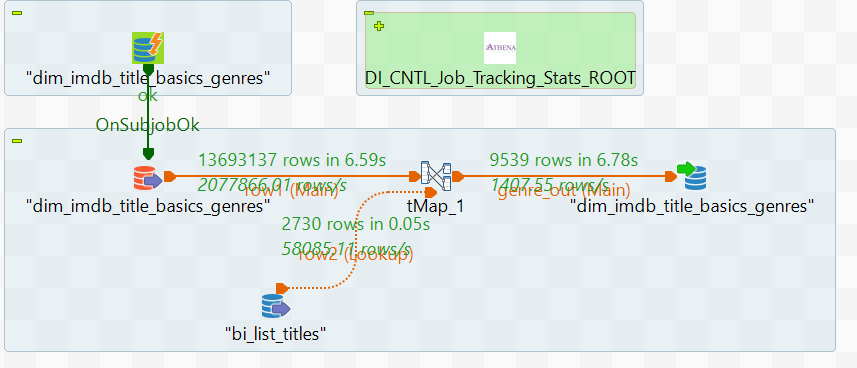 "dim_imdb_title_basics_genres"
ATHENA
DI_CNTL_Job_Tracking_Stats_ROOT
ok
OnSubjobOk
13693137 rows in 6.59s
2077866.01 rows/s
row1 (Main)
9539 rows in 6.78s
1407.55 rows/s
genre_out (Main)
"dim_imdb_title_basics_genres"
tMap_1
"dim_imdb_title_basics_genres"
2730 rows in 0.05s
58085.11 rows/s
row2 (Lookup)
"bi_list_titles"